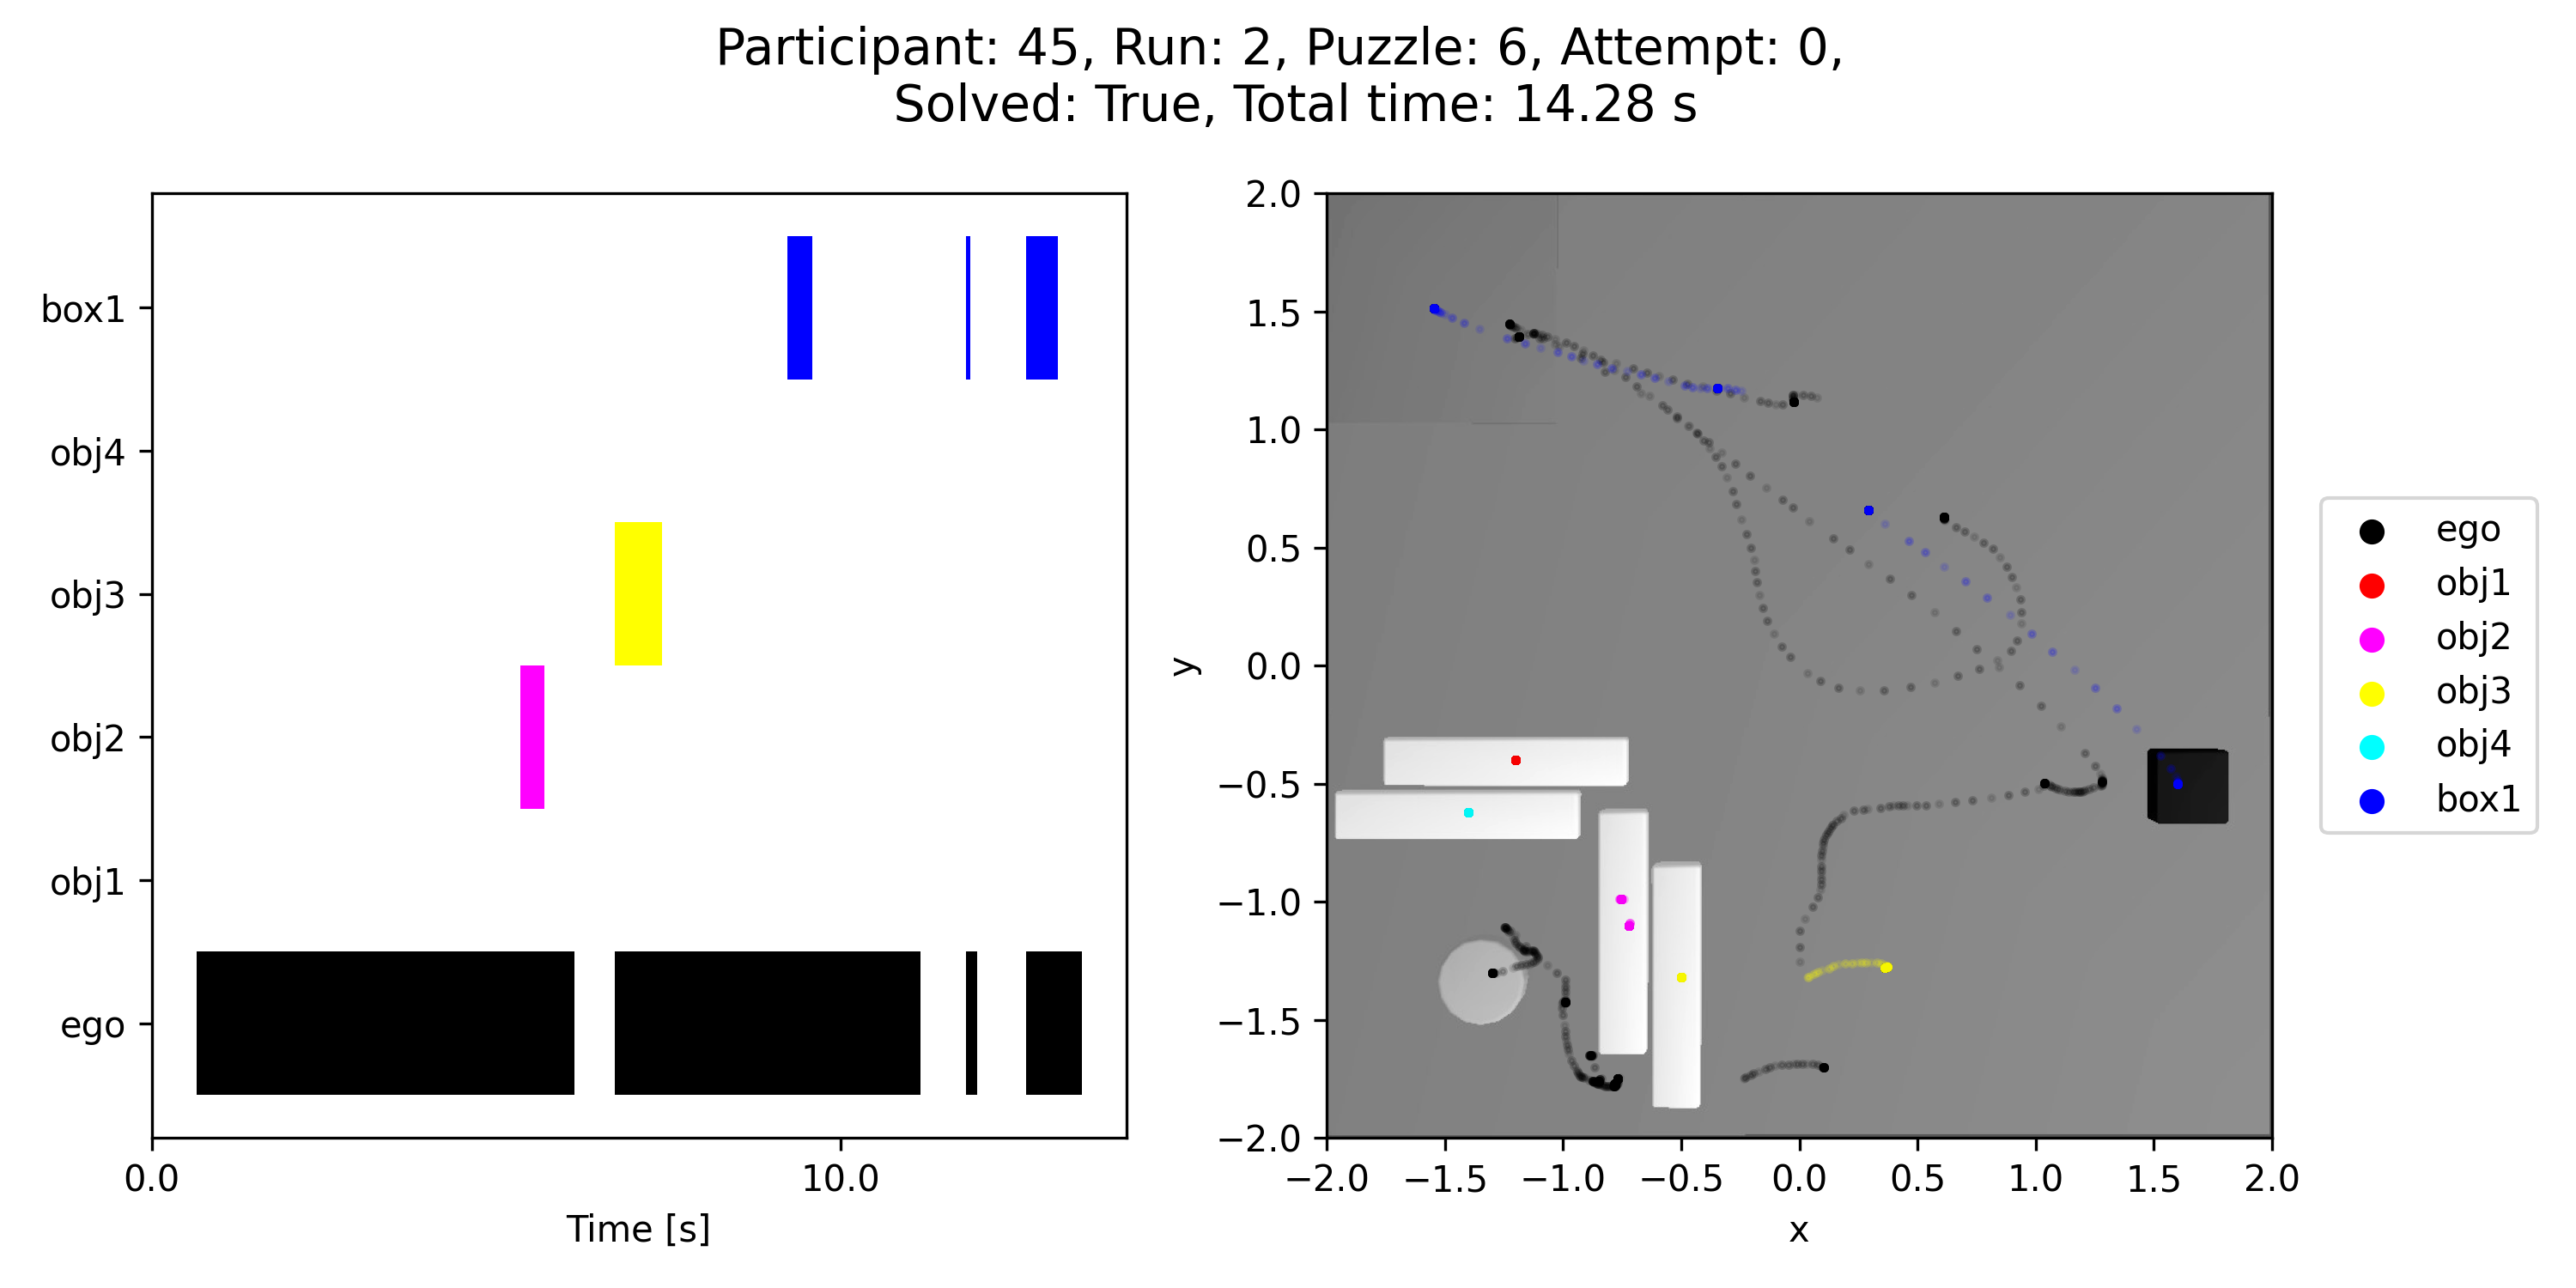 Participant: 45, Run: 2, Puzzle: 6, Attempt: 0,
Solved: True, Total time: 14.28 s
box1
obj4
obj3
obj2
obj1
ego
0.0
10.0
Time [s]
2.0
1.5
1.0
0.5
0.0
−0.5
−1.0
−1.5
−2.0
y
−2.0
−1.5
−1.0
−0.5
0.0
0.5
1.0
1.5
2.0
x
ego
obj1
obj2
obj3
obj4
box1